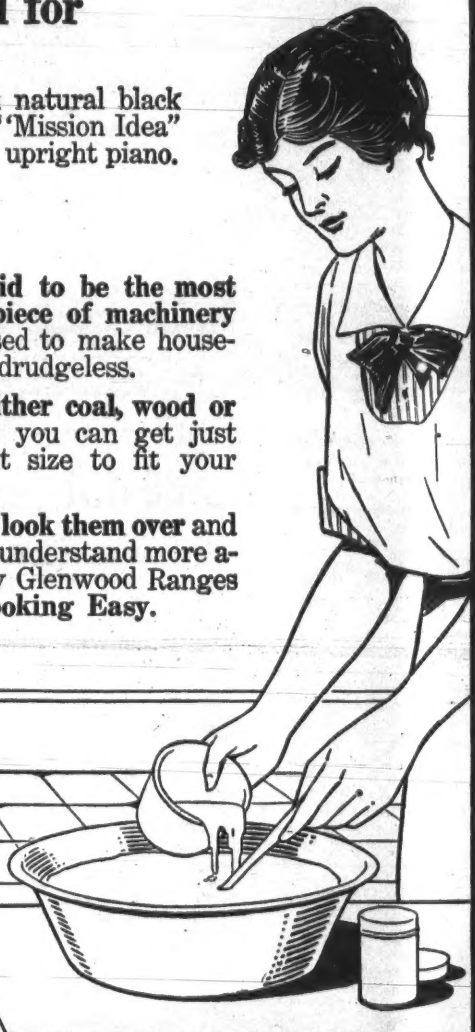 for
natural black
"Mission Idea"
upright piano.
id to be the most
piece of machinery
sed to make house-
drudgeless.
ther coal, wood or
you can get just
t size to fit your
look them over and
understand more a-
y Glenwood Ranges
oking Easy.